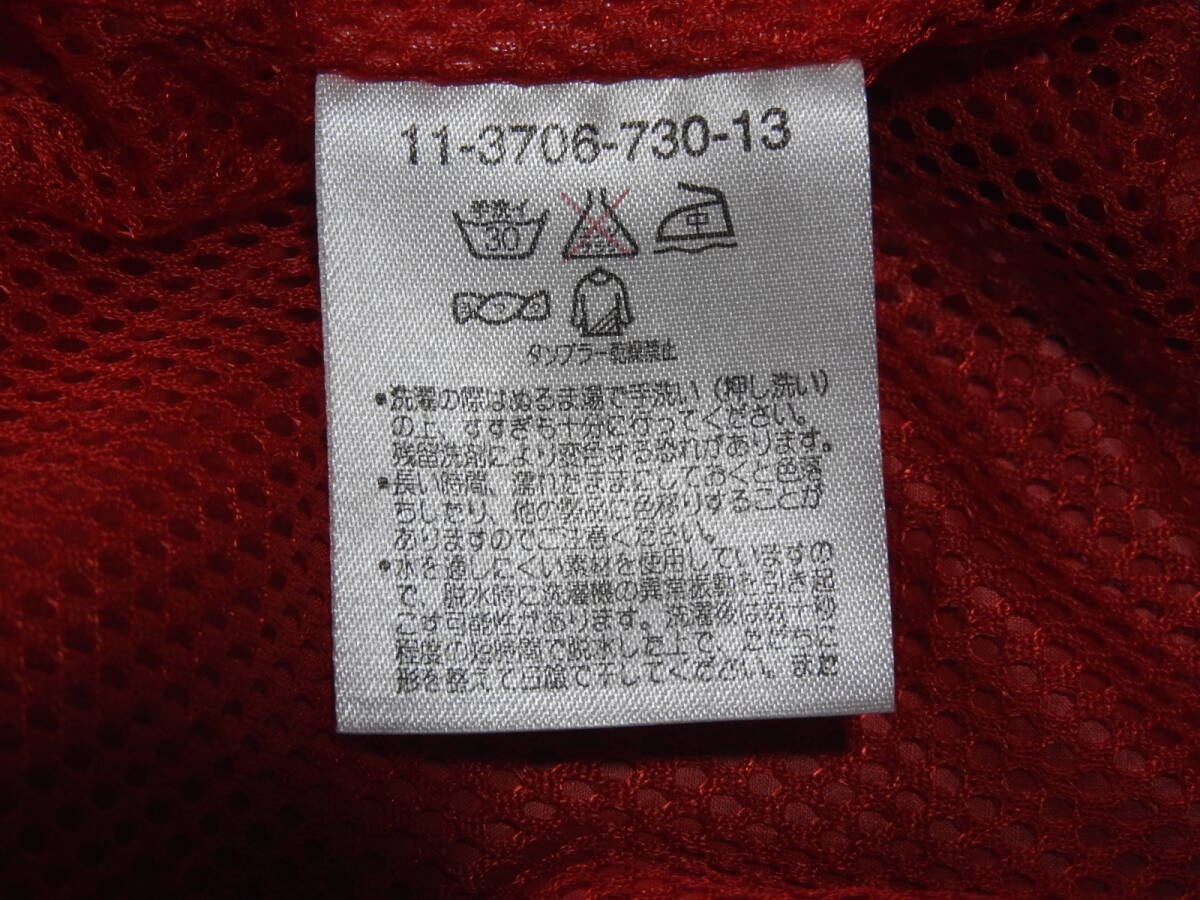 11-3706-730-13
手洗イ
30
中
タンブラー乾燥禁止
•洗濯の際はぬるま湯で手洗い（押し洗い）
の上、すすぎも十分に行ってください。
残留洗剤により変色する恐れがあります。
•長い時間、濡れたままにしておくと色落
ちしたり、他の製品に色移りすることが
ありますのでご注意ください。
•水を通しにくい素材を使用しています の
で、脱水時に洗濯機の異常振動を引き起
こす可能性があります。洗濯後は数十秒
程度の短時間で脱水した上で、ただちに
形を整えて日陰で干してください。また